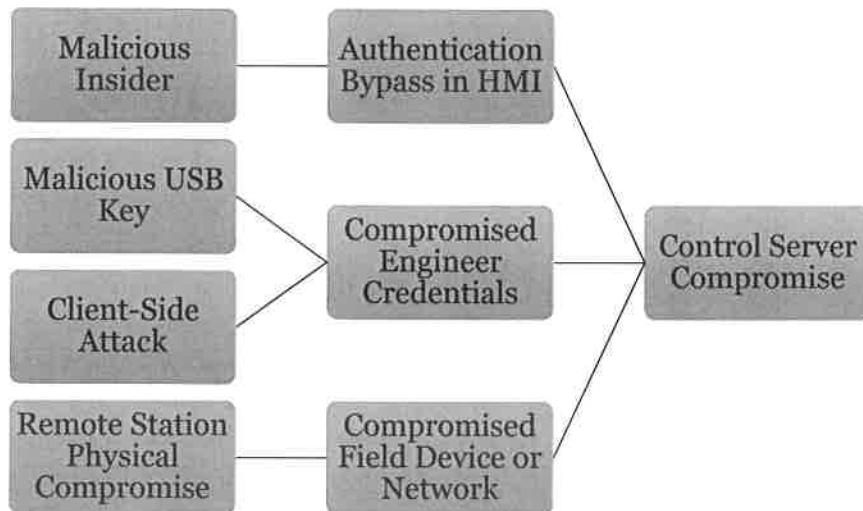 Malicious
Insider
Authentication
Bypass in HMI
Malicious USB
Key
Compromised
Engineer
Credentials
Control Server
Compromise
Client-Side
Attack
Remote Station
Physical
Compromise
Compromised
Field Device or
Network